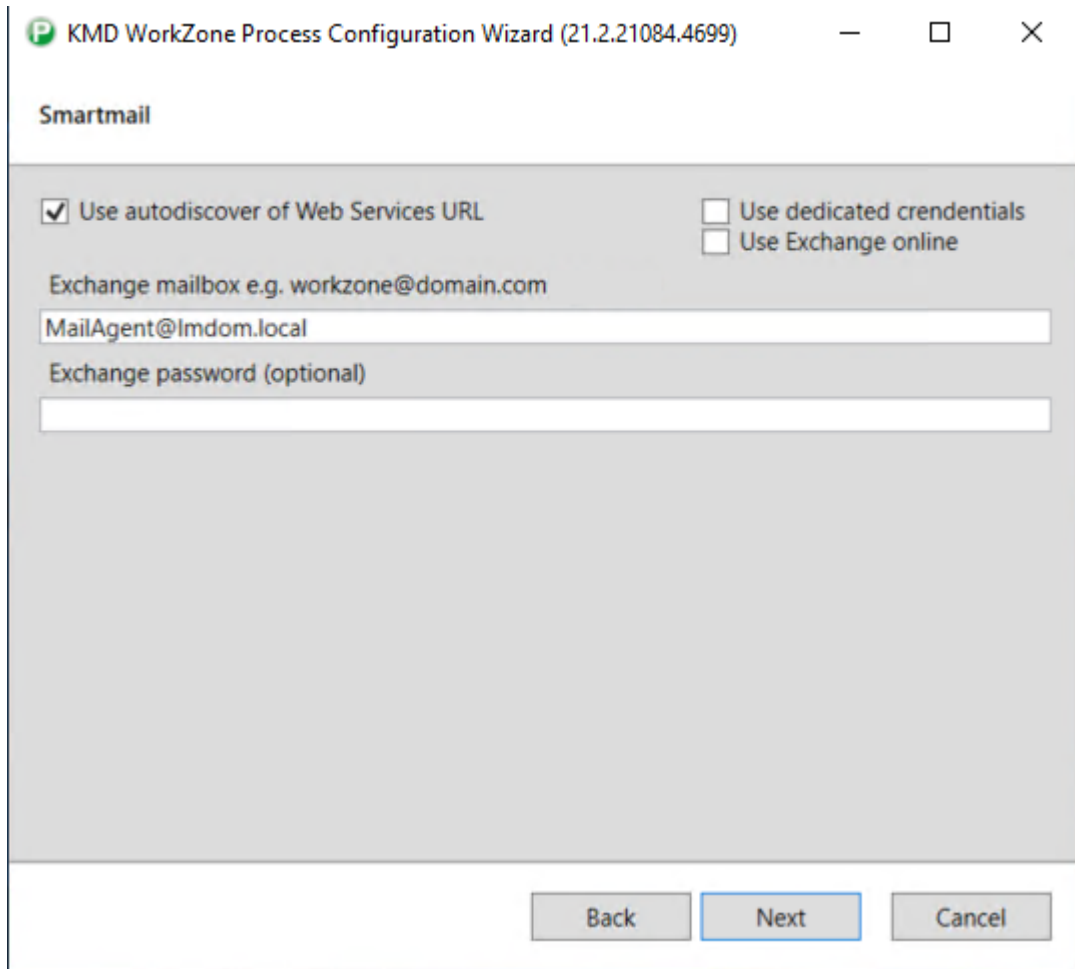 P KMD WorkZone Process Configuration Wizard (21.2.21084.4699)
Smartmail
Use autodiscover of Web Services URL
Use dedicated crendentials
Use Exchange online
Exchange mailbox e.g. workzone@domain.com
MailAgent@lmdom.local
Exchange password (optional)
Back Next Cancel